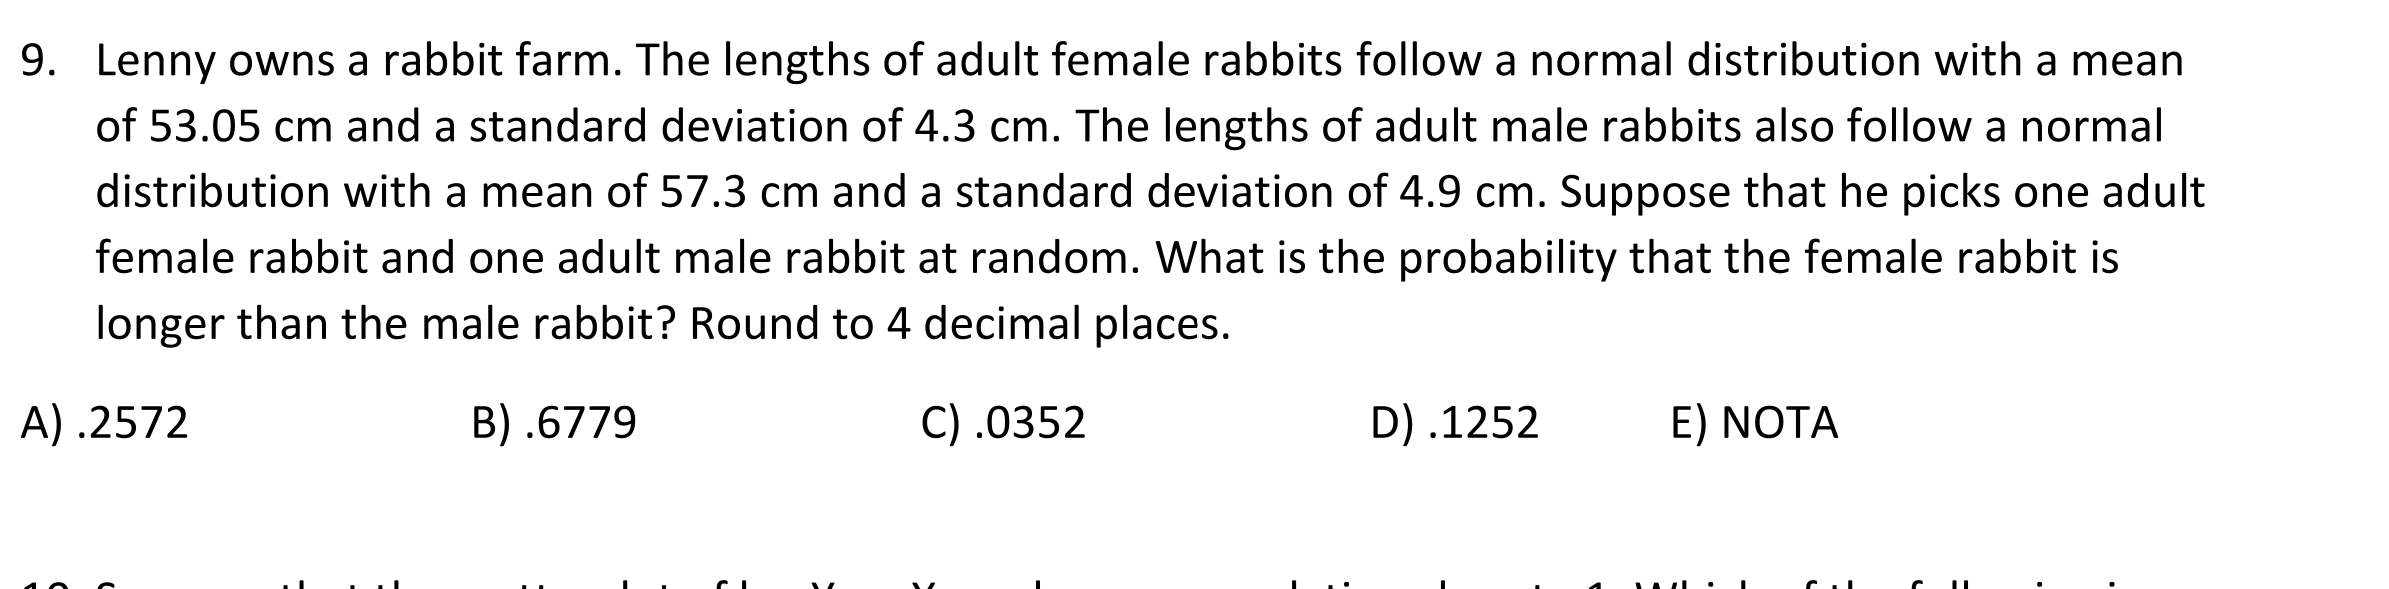 9. Lenny owns a rabbit farm. The lengths of adult female rabbits follow a normal distribution with a mean
of 53.05 cm and a standard deviation of 4.3 cm. The lengths of adult male rabbits also follow a normal
distribution with a mean of 57.3 cm and a standard deviation of 4.9 cm. Suppose that he picks one adult
female rabbit and one adult male rabbit at random. What is the probability that the female rabbit is
longer than the male rabbit? Round to 4 decimal places.
A) .2572 B) .6779 C) .0352 D) .1252 E) NOTA